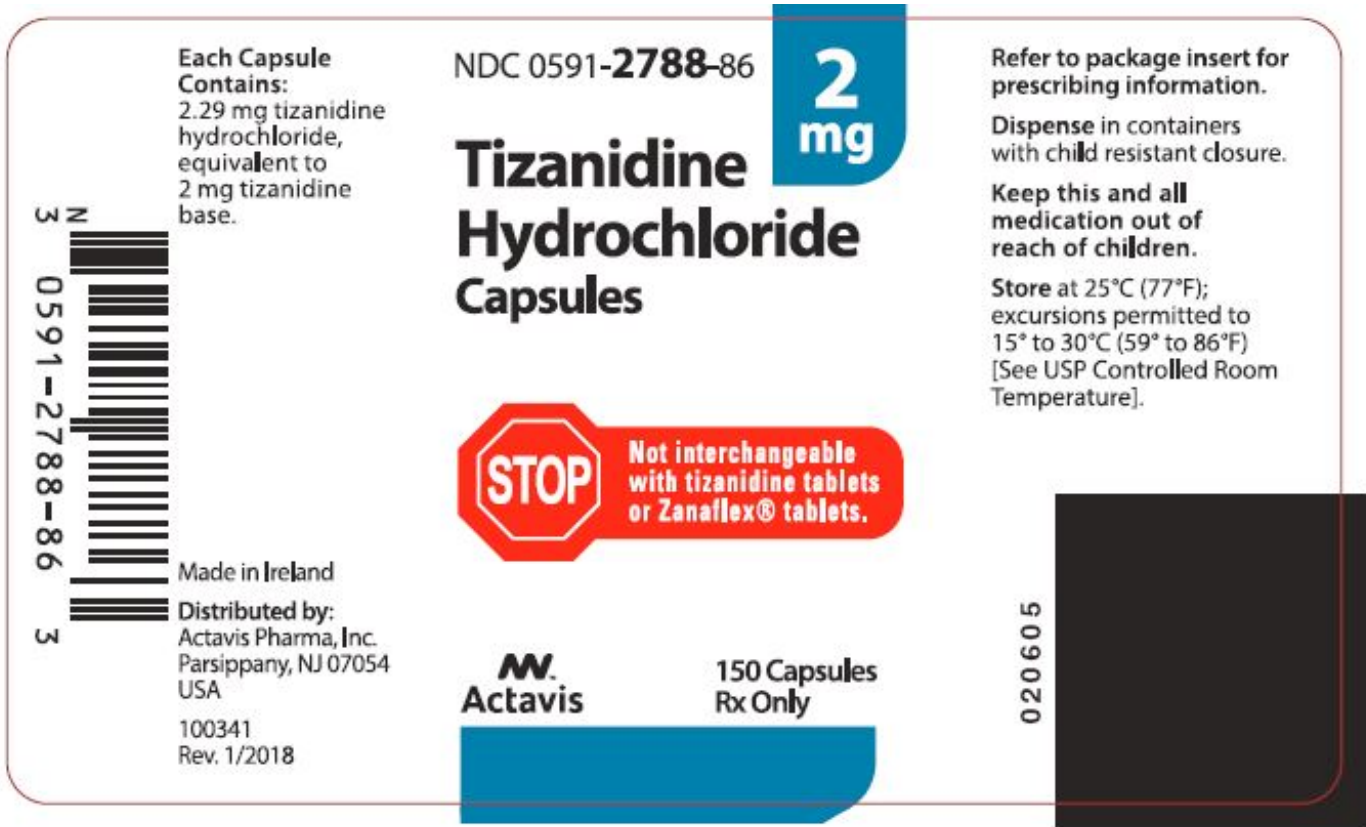 Each Capsule
Contains:
2.29 mg tizanidine
hydrochloride,
equivalent to
2 mg tizanidine
base.
N
3 0591-2788-86 3
Made in Ireland
Distributed by:
Actavis Pharma, Inc.
Parsippany, NJ 07054
USA
100341
Rev. 1/2018
NDC 0591-2788-86
2
mg
Tizanidine
Hydrochloride
Capsules
STOP
Not interchangeable
with tizanidine tablets
or Zanaflex® tablets.
Actavis
150 Capsules
Rx Only
Refer to package insert for
prescribing information.
Dispense in containers
with child resistant closure.
Keep this and all
medication out of
reach of children.
Store at 25°C (77°F);
excursions permitted to
15° to 30°C (59° to 86°F)
[See USP Controlled Room
Temperature].
020605